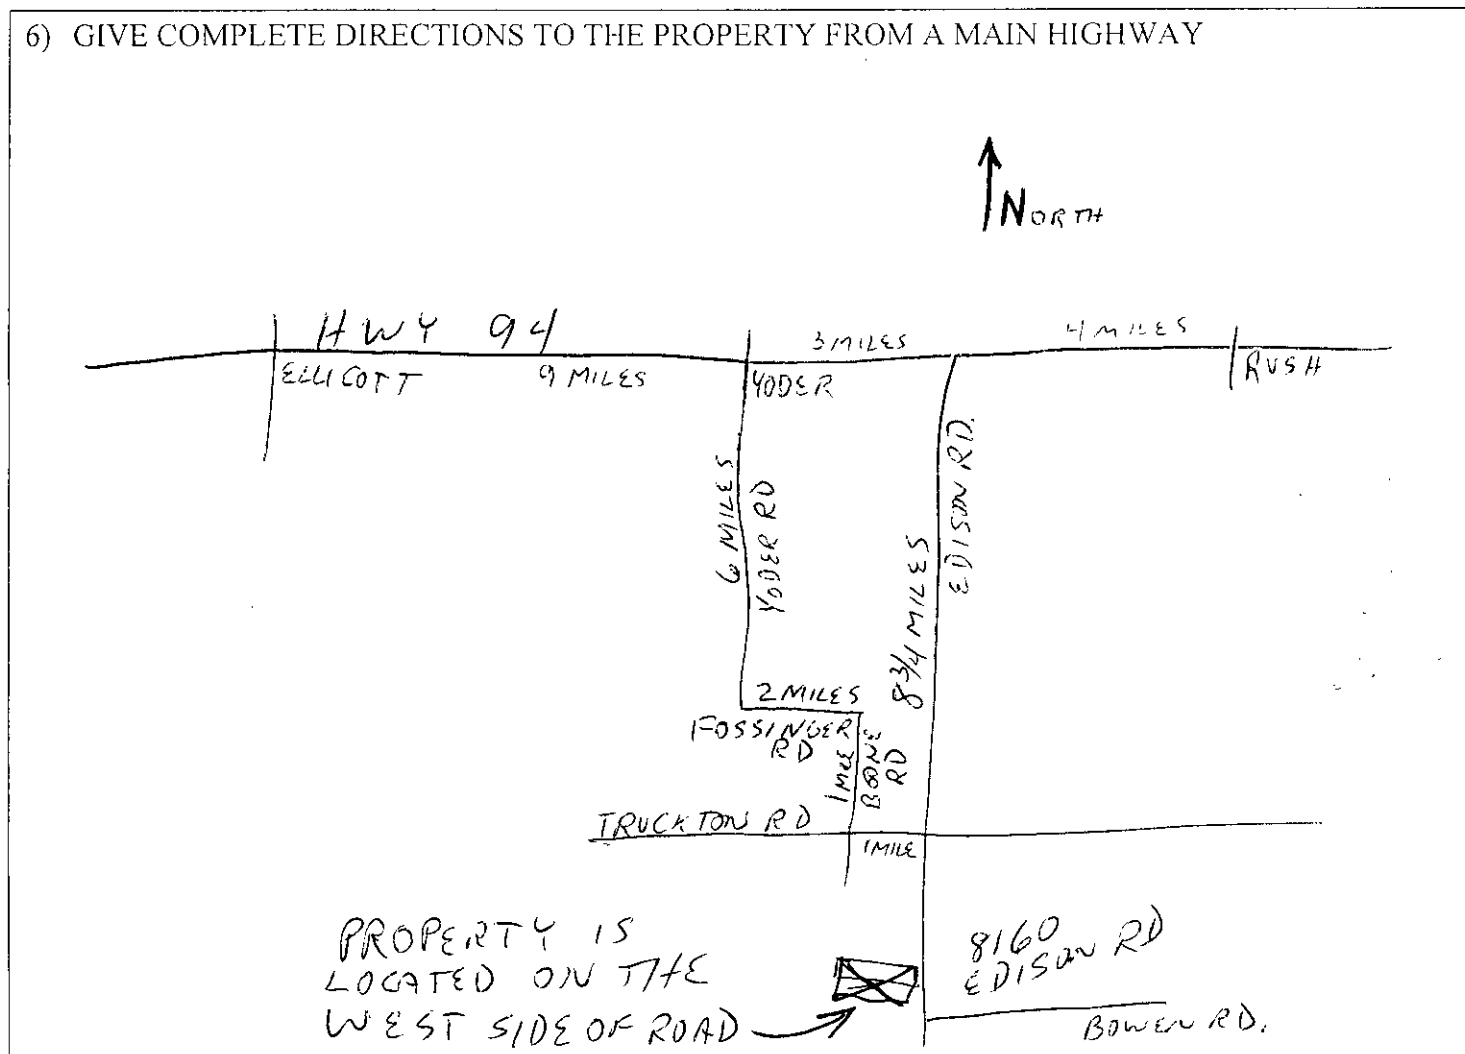 6) GIVE COMPLETE DIRECTIONS TO THE PROPERTY FROM A MAIN HIGHWAY
NORTH
HWY 94
3 MILES
4 MILES
ELLICOTT
9 MILES
YODER
RUSH
6 MILES
YODER RD
EDISON RD.
8 3/4 MILES
2 MILES
FOSSINGER
RD
1 MILE
BOONE
RD
TRUCKTON RD
1 MILE
PROPERTY IS
LOCATED ON THE
WEST SIDE OF ROAD
8160
EDISON RD
BOWEN RD.